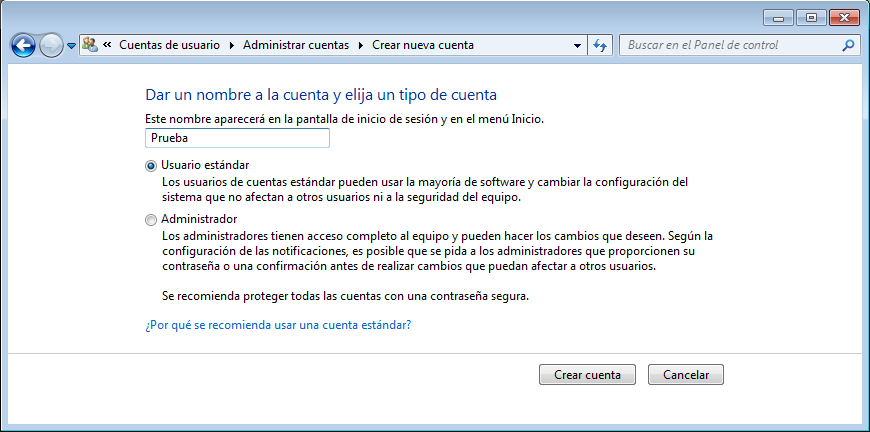 « Cuentas de usuario ▸ Administrar cuentas ▸ Crear nueva cuenta
Buscar en el Panel de control
Dar un nombre a la cuenta y elija un tipo de cuenta
Este nombre aparecerá en la pantalla de inicio de sesión y en el menú Inicio.
Prueba
Usuario estándar
Los usuarios de cuentas estándar pueden usar la mayoría de software y cambiar la configuración del
sistema que no afectan a otros usuarios ni a la seguridad del equipo.
Administrador
Los administradores tienen acceso completo al equipo y pueden hacer los cambios que deseen. Según la
configuración de las notificaciones, es posible que se pida a los administradores que proporcionen su
contraseña o una confirmación antes de realizar cambios que puedan afectar a otros usuarios.
Se recomienda proteger todas las cuentas con una contraseña segura.
¿Por qué se recomienda usar una cuenta estándar?
Crear cuenta
Cancelar